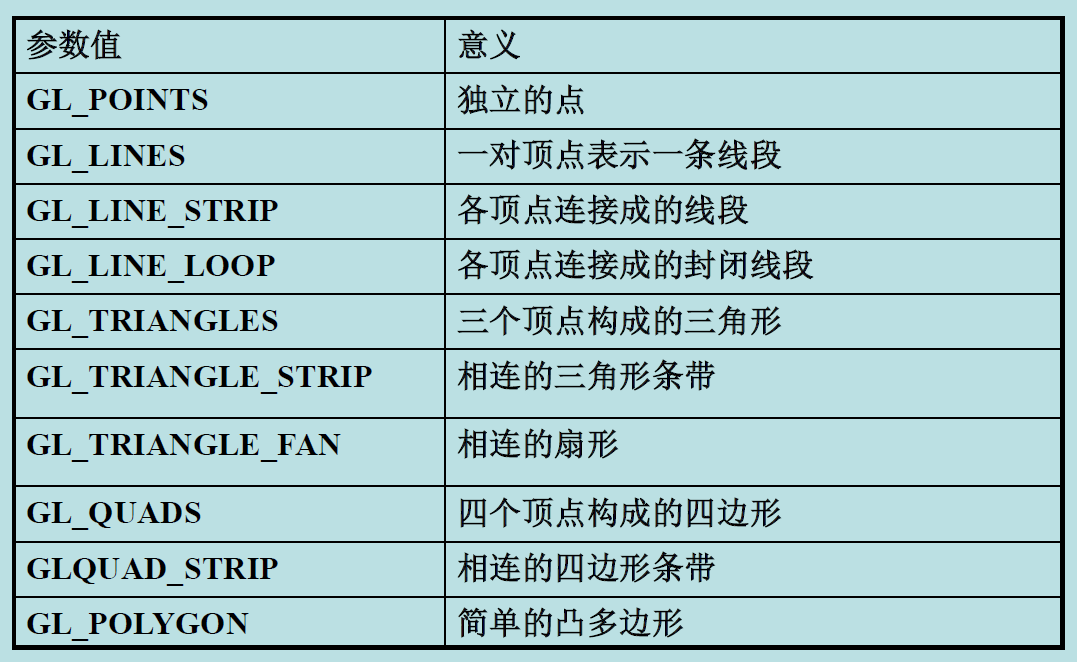 参数值 意义
GL_POINTS 独立的点
GL_LINES 一对顶点表示一条线段
GL_LINE_STRIP 各顶点连接成的线段
GL_LINE_LOOP 各顶点连接成的封闭线段
GL_TRIANGLES 三个顶点构成的三角形
GL_TRIANGLE_STRIP 相连的三角形条带
GL_TRIANGLE_FAN 相连的扇形
GL_QUADS 四个顶点构成的四边形
GLQUAD_STRIP 相连的四边形条带
GL_POLYGON 简单的凸多边形